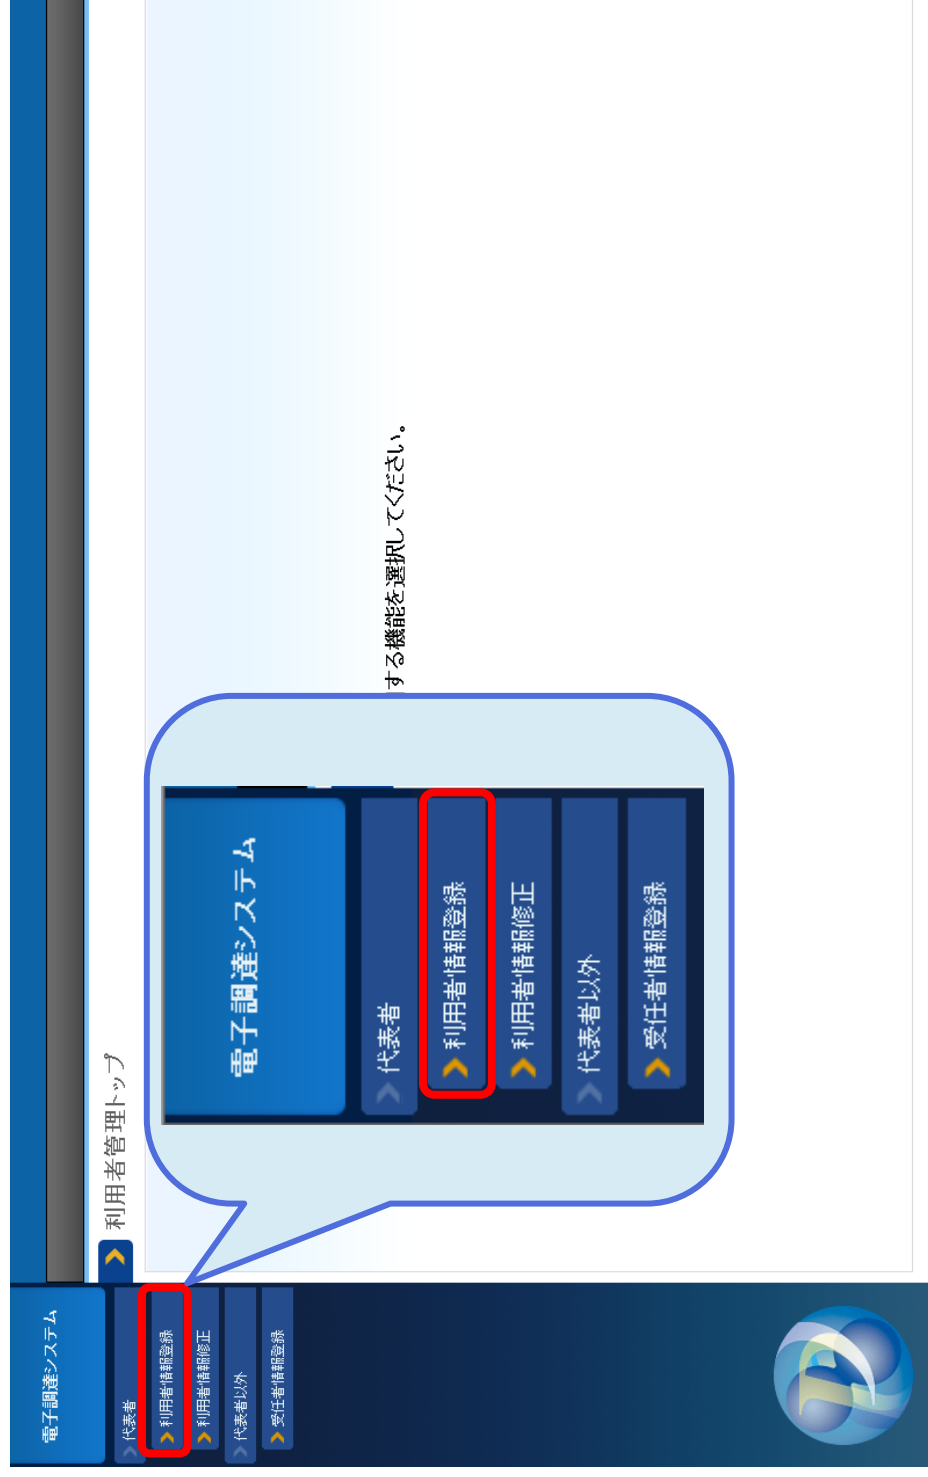 電子調達システム
代表者
利用者情報登録
利用者情報修正
代表者以外
受任者情報登録
利用者管理トップ
する機能を選択してください。
電子調達システム
代表者
利用者情報登録
利用者情報修正
代表者以外
受任者情報登録